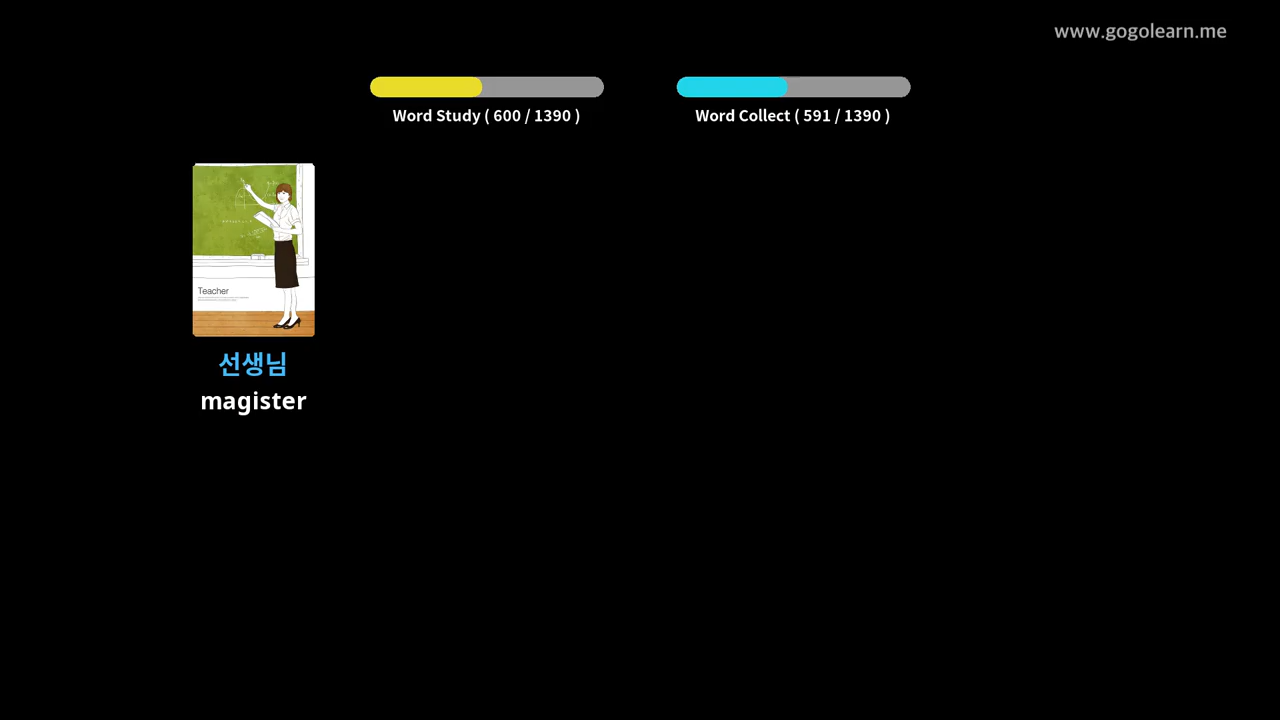 www.gogolearn.me
Word Study ( 600 / 1390 )
Word Collect ( 591 / 1390 )
Teacher
선생님
magister